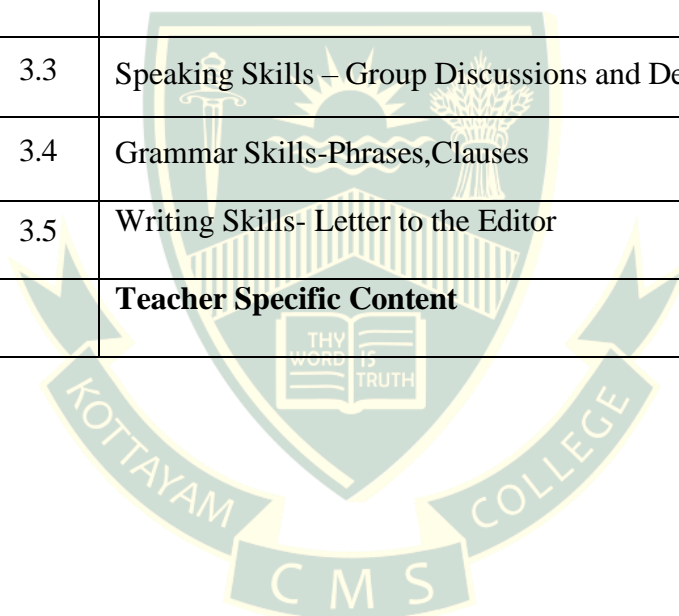 3.3 Speaking Skills – Group Discussions and De
3.4 Grammar Skills-Phrases,Clauses
3.5 Writing Skills- Letter to the Editor
Teacher Specific Content
THY
WORD IS
TRUTH
KOTTAYAM
COLLEGE
CMS